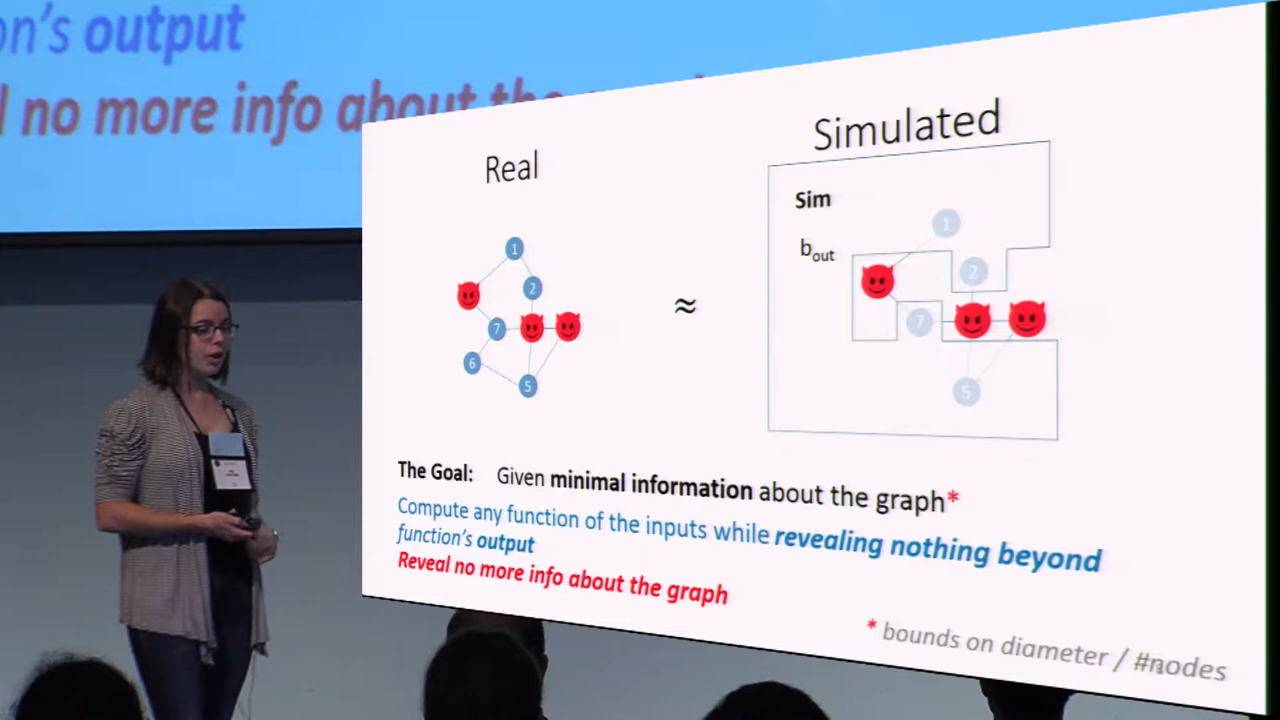 on's output
no more info about the
Real
Simulated
Sim
b_out
1
1
2
2
7
7
6
5
5
≈
The Goal: Given minimal information about the graph*
Compute any function of the inputs while revealing nothing beyond
function's output
Reveal no more info about the graph
* bounds on diameter / #nodes